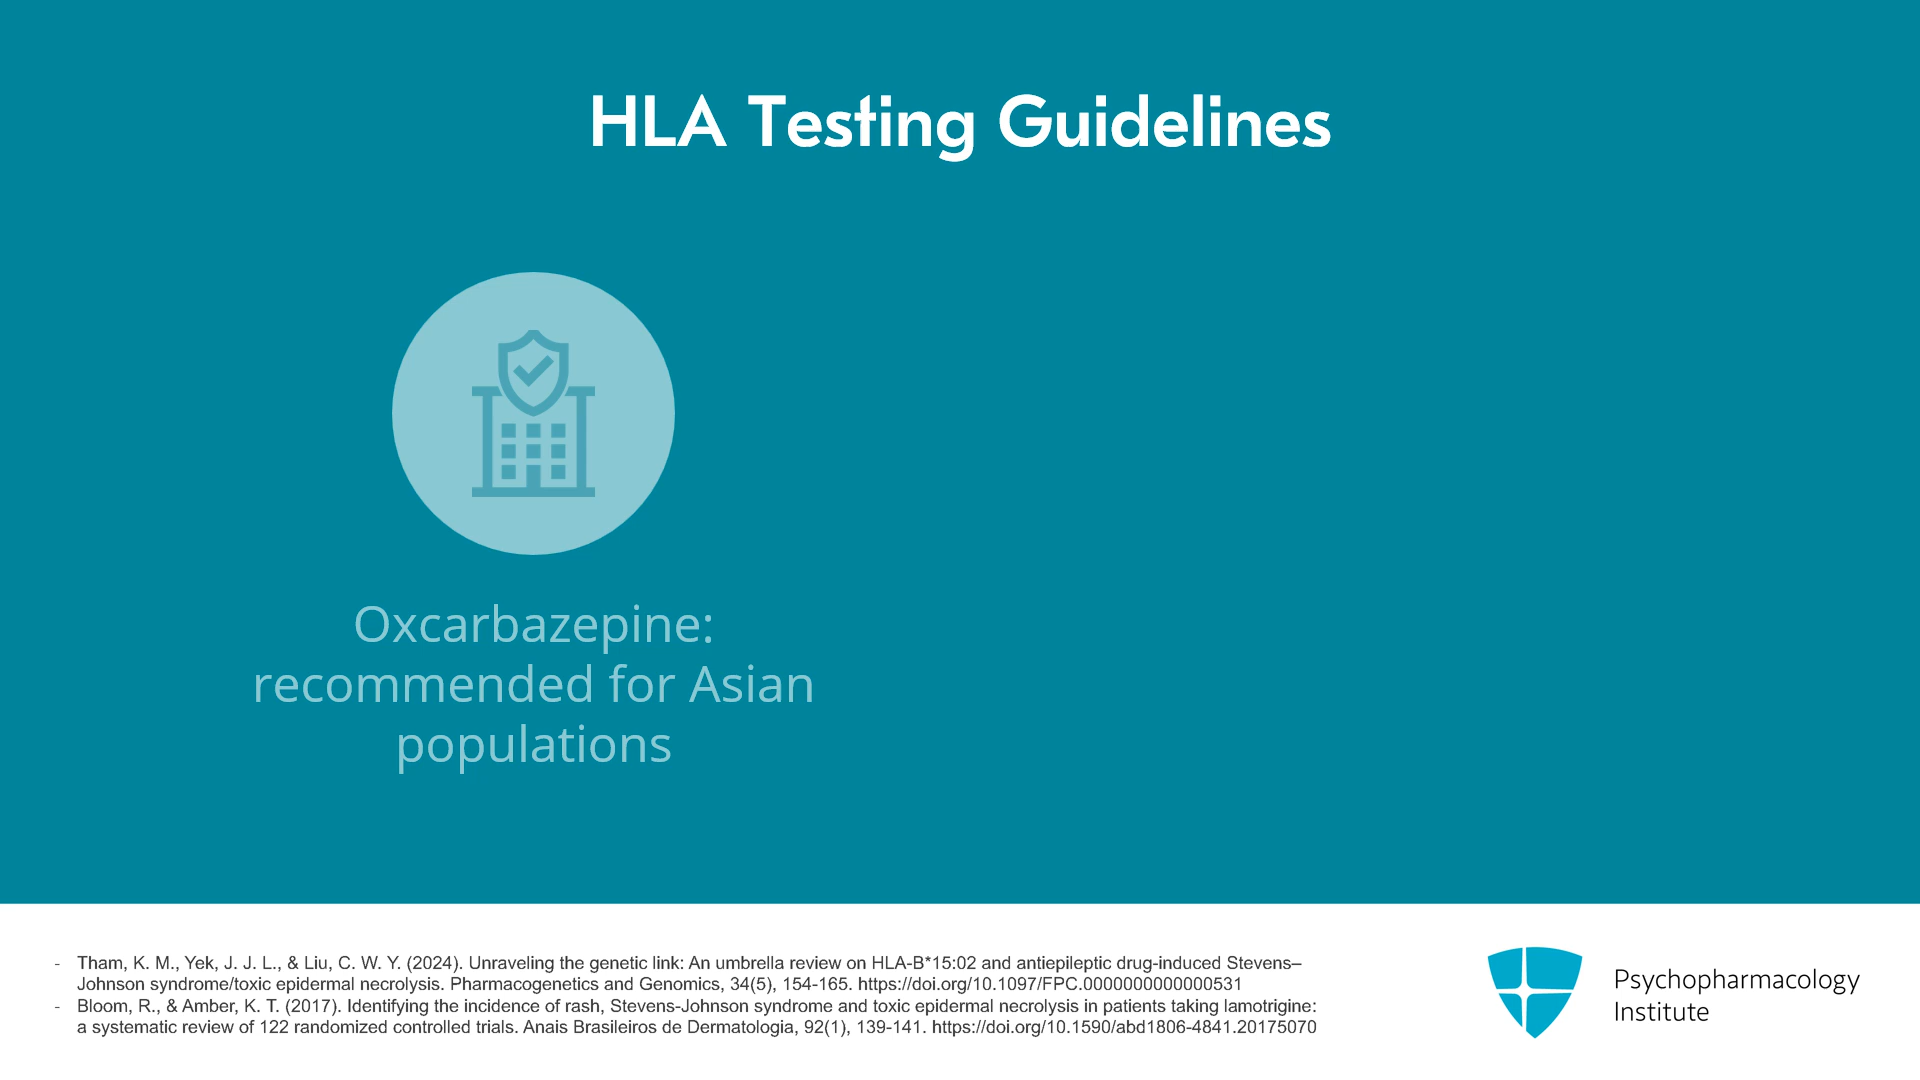 HLA Testing Guidelines
Oxcarbazepine:
recommended for Asian
populations
- Tham, K. M., Yek, J. J. L., & Liu, C. W. Y. (2024). Unraveling the genetic link: An umbrella review on HLA-B*15:02 and antiepileptic drug-induced Stevens–
Johnson syndrome/toxic epidermal necrolysis. Pharmacogenetics and Genomics, 34(5), 154-165. https://doi.org/10.1097/FPC.0000000000000531
- Bloom, R., & Amber, K. T. (2017). Identifying the incidence of rash, Stevens-Johnson syndrome and toxic epidermal necrolysis in patients taking lamotrigine:
a systematic review of 122 randomized controlled trials. Anais Brasileiros de Dermatologia, 92(1), 139-141. https://doi.org/10.1590/abd1806-4841.20175070
Psychopharmacology
Institute